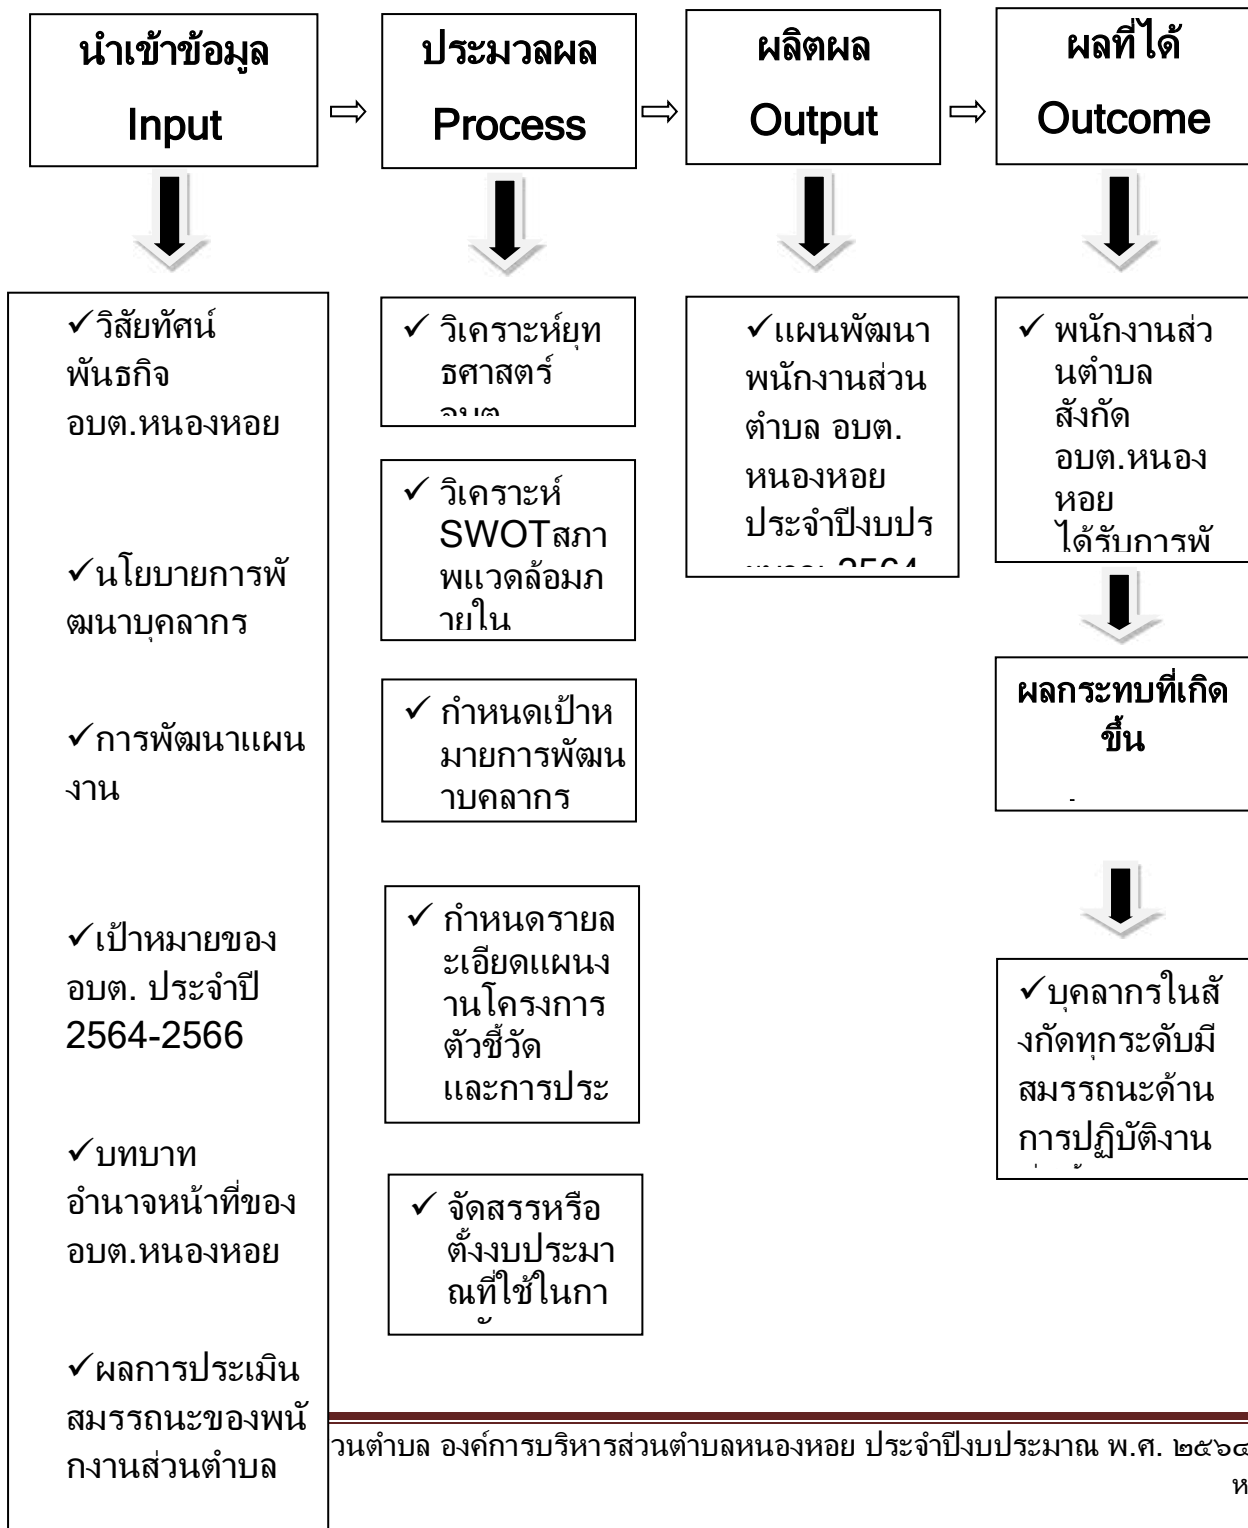 นำเข้าข้อมูล
Input
ประมวลผล
Process
ผลิตผล
Output
ผลที่ได้
Outcome
✓วิสัยทัศน์
พันธกิจ
อบต.หนองหอย
✓นโยบายการพั
ฒนาบุคลากร
✓การพัฒนาแผน
งาน
✓เป้าหมายของ
อบต. ประจำปี
2564-2566
✓บทบาท
อำนาจหน้าที่ของ
อบต.หนองหอย
✓ผลการประเมิน
สมรรถนะของพนั
กงานส่วนตำบล
✓ วิเคราะห์ยุท
ธศาสตร์
อบต
✓ วิเคราะห์
SWOTสภา
พแวดล้อมภ
ายใน
✓ กำหนดเป้าห
มายการพัฒน
าบุคลากร
✓ กำหนดรายล
ะเอียดแผนง
านโครงการ
ตัวชี้วัด
และการประ
✓ จัดสรรหรือ
ตั้งงบประมา
ณที่ใช้ในกา
✓แผนพัฒนา
พนักงานส่วน
ตำบล อบต.
หนองหอย
ประจำปีงบปร
2564
✓ พนักงานส่ว
นตำบล
สังกัด
อบต.หนอง
หอย
ได้รับการพั
ผลกระทบที่เกิด
ขึ้น
✓บุคลากรในสั
งกัดทุกระดับมี
สมรรถนะด้าน
การปฏิบัติงาน
วนตำบล องค์การบริหารส่วนตำบลหนองหอย ประจำปีงบประมาณ พ.ศ. ๒๕๖๔
ห